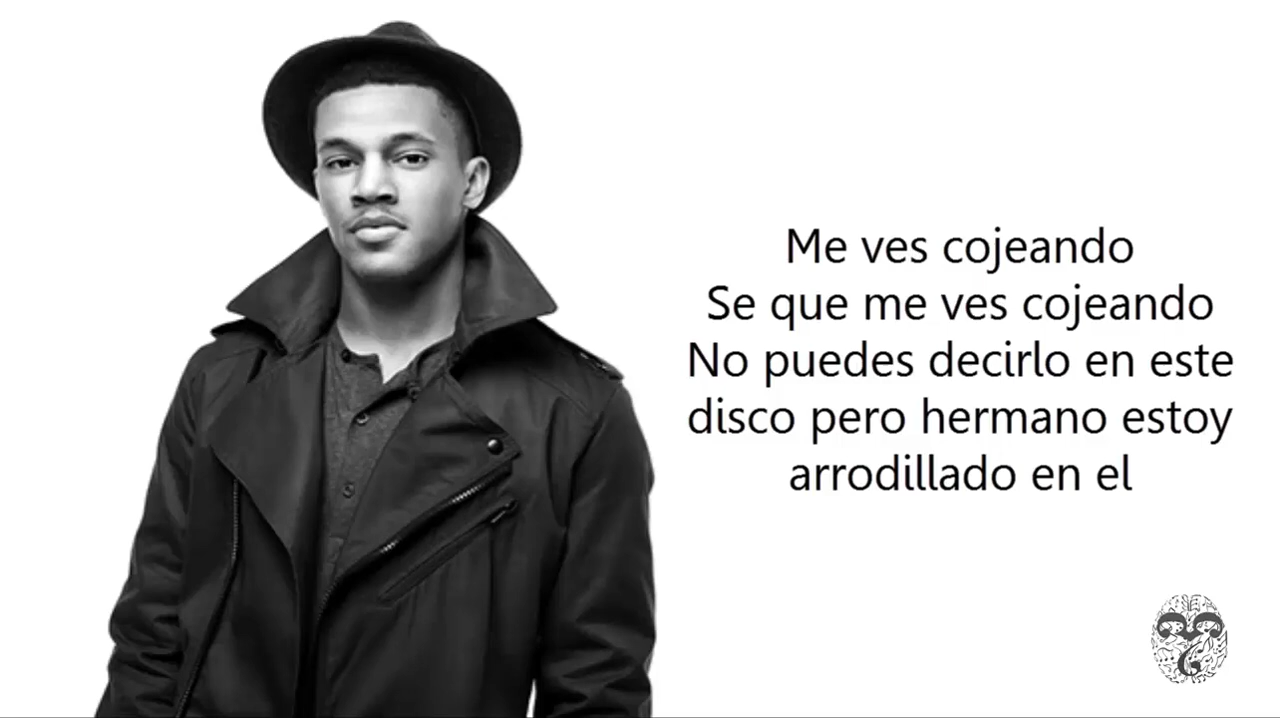 Me ves cojeando
Se que me ves cojeando
No puedes decirlo en este
disco pero hermano estoy
arrodillado en el